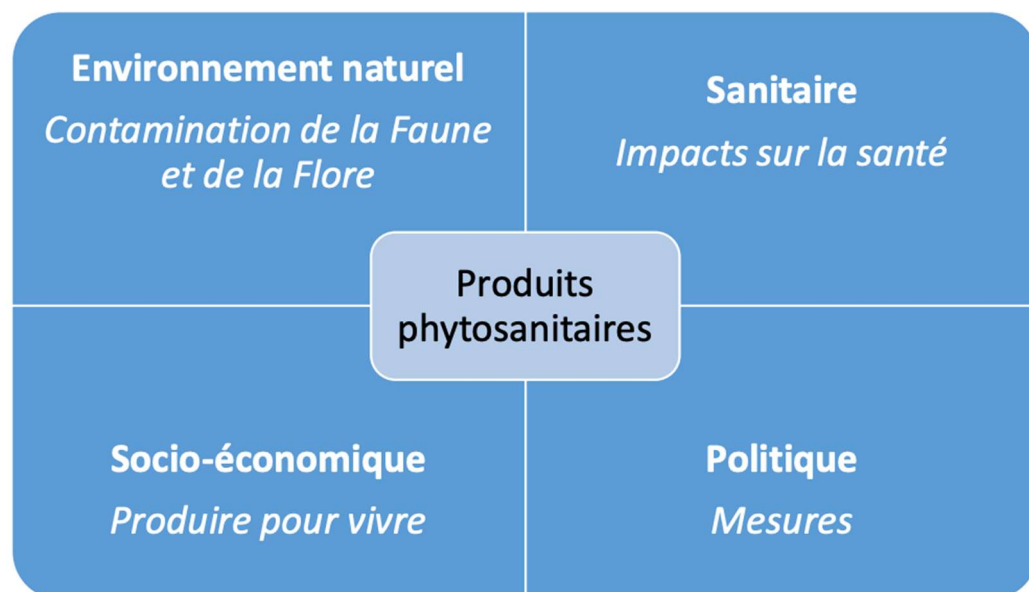 Environnement naturel
Contamination de la Faune
et de la Flore
Sanitaire
Impacts sur la santé
Produits
phytosanitaires
Socio-économique
Produire pour vivre
Politique
Mesures